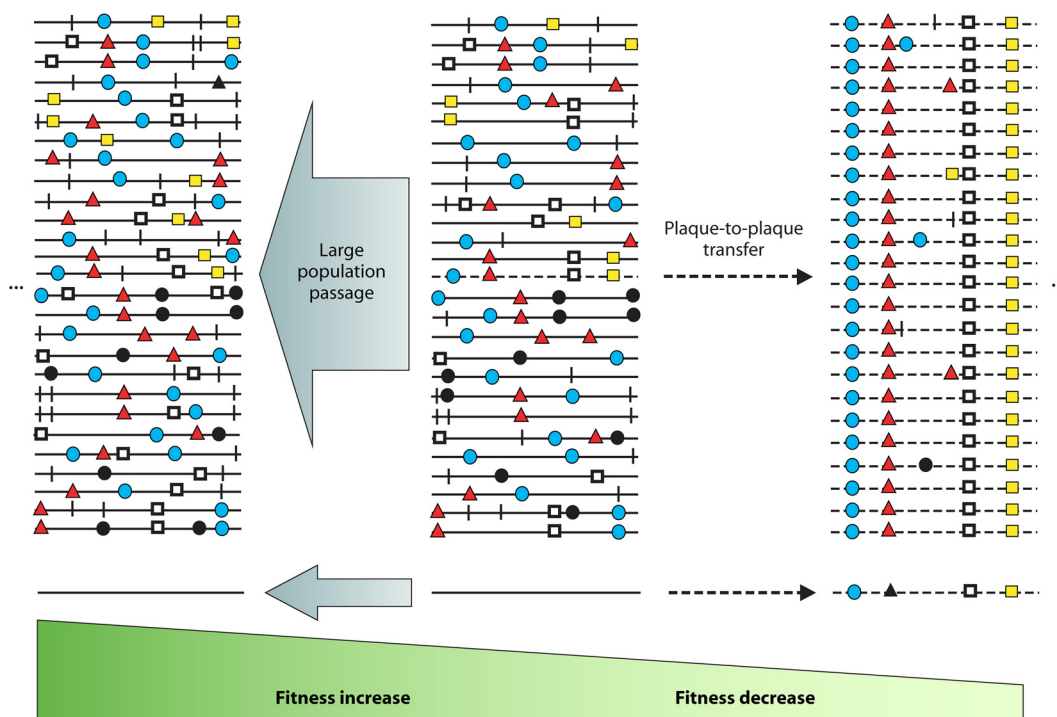 Large
population
passage
Plaque-to-plaque
transfer
...
.
Fitness increase
Fitness decrease